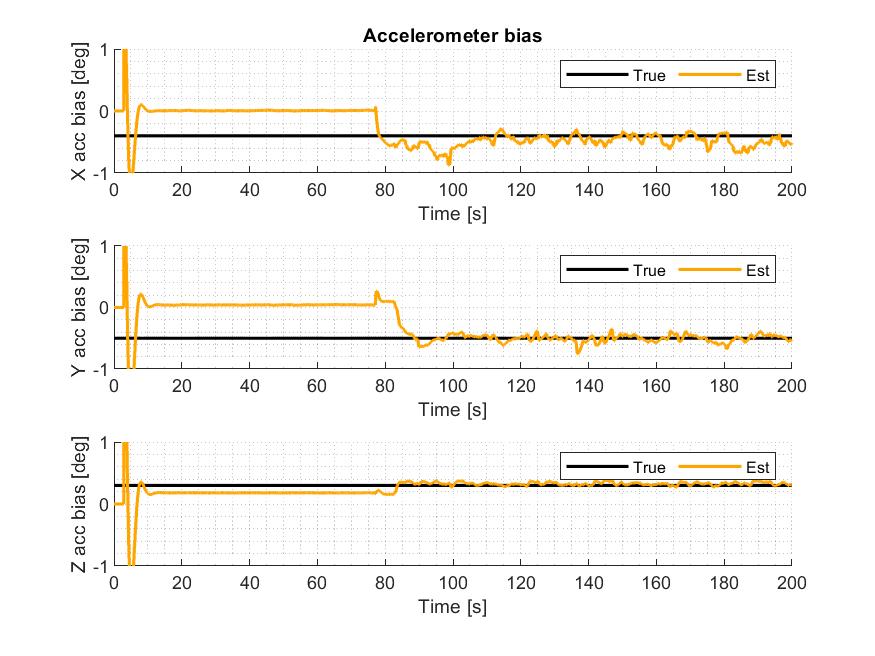 Accelerometer bias
X acc bias [deg]
1
0
-1
True Est
0 20 40 60 80 100 120 140 160 180 200
Time [s]
Y acc bias [deg]
1
0
-1
True Est
0 20 40 60 80 100 120 140 160 180 200
Time [s]
Z acc bias [deg]
1
0
-1
True Est
0 20 40 60 80 100 120 140 160 180 200
Time [s]